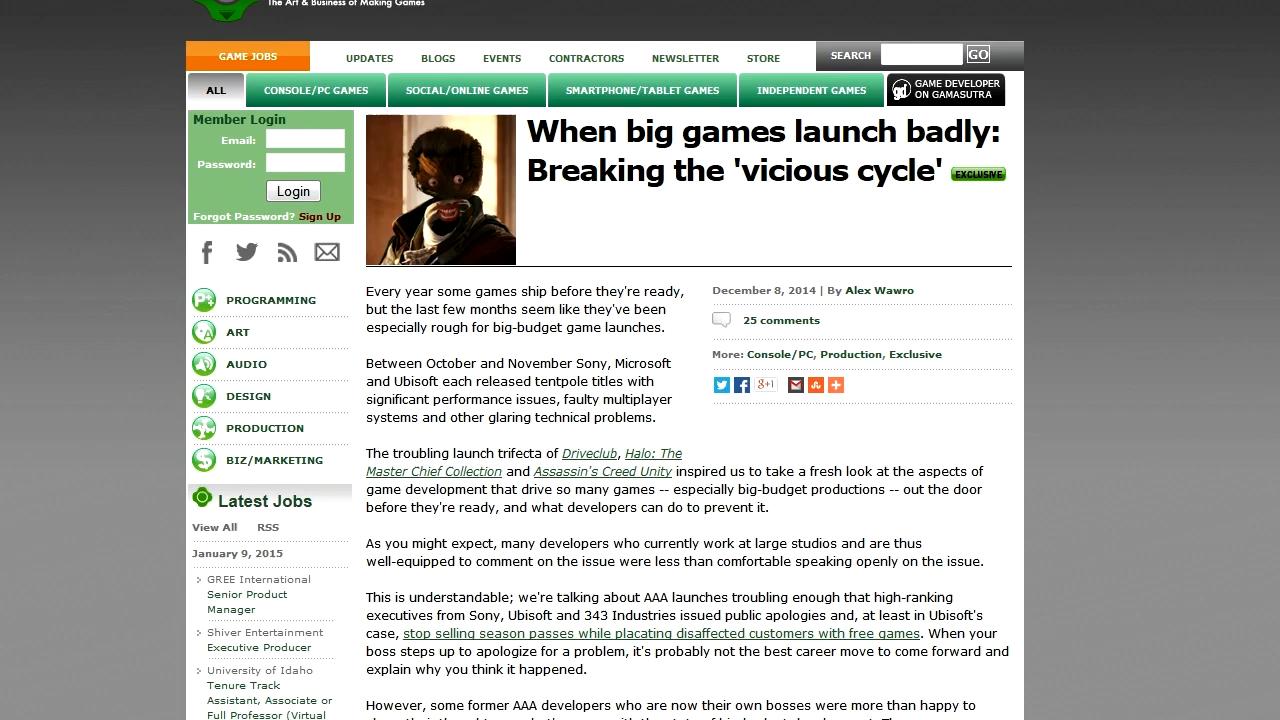 The Art & Business of Making Games
GAME JOBS
UPDATES
BLOGS
EVENTS
CONTRACTORS
NEWSLETTER
STORE
SEARCH
GO
ALL
CONSOLE/PC GAMES
SOCIAL/ONLINE GAMES
SMARTPHONE/TABLET GAMES
INDEPENDENT GAMES
gd
GAME DEVELOPER
ON GAMASUTRA
Member Login
Email:
Password:
Login
Forgot Password? Sign Up
PROGRAMMING
ART
AUDIO
DESIGN
PRODUCTION
BIZ/MARKETING
Latest Jobs
View All RSS
January 9, 2015
GREE International
Senior Product
Manager
Shiver Entertainment
Executive Producer
University of Idaho
Tenure Track
Assistant, Associate or
Full Professor (Virtual
When big games launch badly:
Breaking the 'vicious cycle' EXCLUSIVE
December 8, 2014 | By Alex Wawro
25 comments
More: Console/PC, Production, Exclusive
g+1
Every year some games ship before they're ready,
but the last few months seem like they've been
especially rough for big-budget game launches.
Between October and November Sony, Microsoft
and Ubisoft each released tentpole titles with
significant performance issues, faulty multiplayer
systems and other glaring technical problems.
The troubling launch trifecta of Driveclub, Halo: The
Master Chief Collection and Assassin's Creed Unity inspired us to take a fresh look at the aspects of
game development that drive so many games -- especially big-budget productions -- out the door
before they're ready, and what developers can do to prevent it.
As you might expect, many developers who currently work at large studios and are thus
well-equipped to comment on the issue were less than comfortable speaking openly on the issue.
This is understandable; we're talking about AAA launches troubling enough that high-ranking
executives from Sony, Ubisoft and 343 Industries issued public apologies and, at least in Ubisoft's
case, stop selling season passes while placating disaffected customers with free games. When your
boss steps up to apologize for a problem, it's probably not the best career move to come forward and
explain why you think it happened.
However, some former AAA developers who are now their own bosses were more than happy to